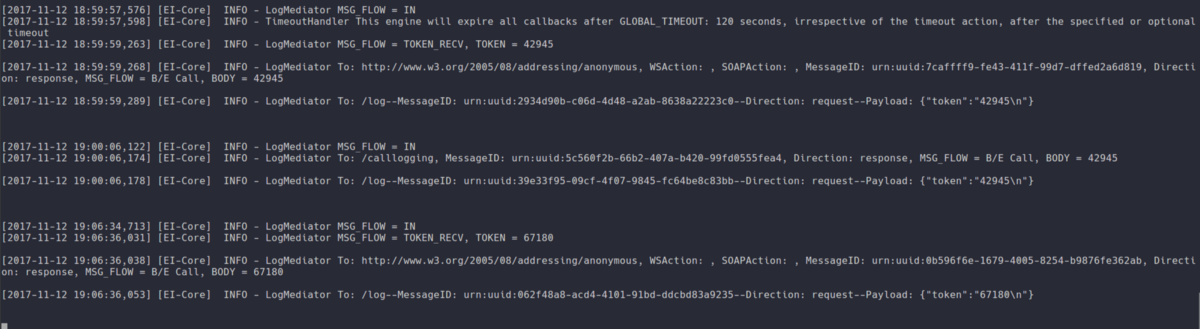 [2017-11-12 18:59:57,576] [EI-Core]  INFO - LogMediator MSG_FLOW = IN
[2017-11-12 18:59:57,598] [EI-Core]  INFO - TimeoutHandler This engine will expire all callbacks after GLOBAL_TIMEOUT: 120 seconds, irrespective of the timeout action, after the specified or optional
 timeout
[2017-11-12 18:59:59,263] [EI-Core]  INFO - LogMediator MSG_FLOW = TOKEN_RECV, TOKEN = 42945
[2017-11-12 18:59:59,268] [EI-Core]  INFO - LogMediator To: http://www.w3.org/2005/08/addressing/anonymous, WSAction: , SOAPAction: , MessageID: urn:uuid:7caffff9-fe43-411f-99d7-dffed2a6d819, Directi
on: response, MSG_FLOW = B/E Call, BODY = 42945
[2017-11-12 18:59:59,289] [EI-Core]  INFO - LogMediator To: /log--MessageID: urn:uuid:2934d90b-c06d-4d48-a2ab-8638a22223c0--Direction: request--Payload: {"token":"42945\n"}
[2017-11-12 19:00:06,122] [EI-Core]  INFO - LogMediator MSG_FLOW = IN
[2017-11-12 19:00:06,174] [EI-Core]  INFO - LogMediator To: /calllogging, MessageID: urn:uuid:5c560f2b-66b2-407a-b420-99fd0555fea4, Direction: response, MSG_FLOW = B/E Call, BODY = 42945
[2017-11-12 19:00:06,178] [EI-Core]  INFO - LogMediator To: /log--MessageID: urn:uuid:39e33f95-09cf-4f07-9845-fc64be8c83bb--Direction: request--Payload: {"token":"42945\n"}
[2017-11-12 19:06:34,713] [EI-Core]  INFO - LogMediator MSG_FLOW = IN
[2017-11-12 19:06:36,031] [EI-Core]  INFO - LogMediator MSG_FLOW = TOKEN_RECV, TOKEN = 67180
[2017-11-12 19:06:36,038] [EI-Core]  INFO - LogMediator To: http://www.w3.org/2005/08/addressing/anonymous, WSAction: , SOAPAction: , MessageID: urn:uuid:0b596f6e-1679-4005-8254-b9876fe362ab, Directi
on: response, MSG_FLOW = B/E Call, BODY = 67180
[2017-11-12 19:06:36,053] [EI-Core]  INFO - LogMediator To: /log--MessageID: urn:uuid:062f48a8-acd4-4101-91bd-ddcbd83a9235--Direction: request--Payload: {"token":"67180\n"}